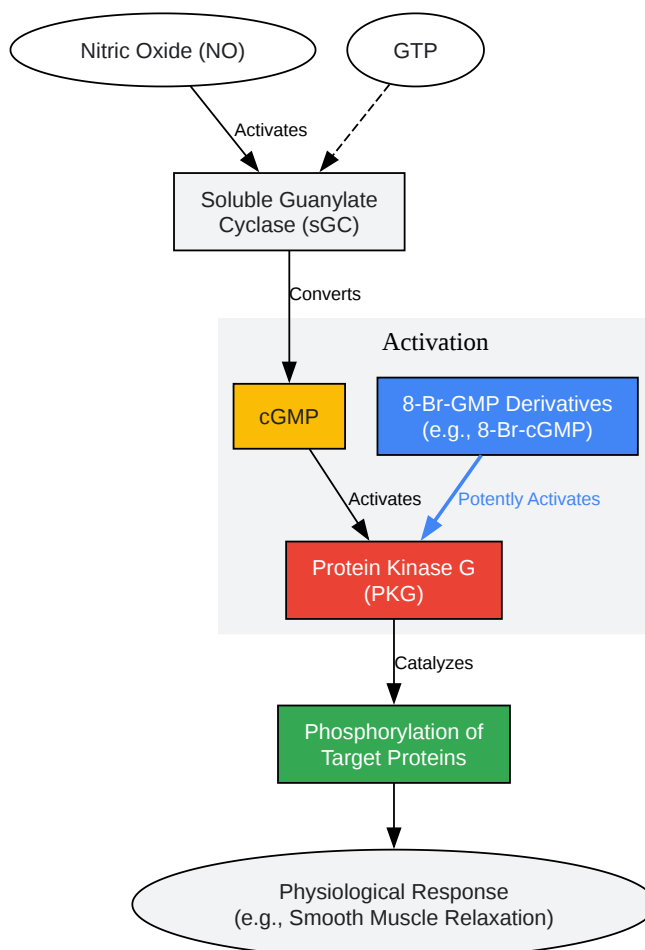 Nitric Oxide (NO)
GTP
Activates
Soluble Guanylate
Cyclase (sGC)
Converts
Activation
cGMP
8-Br-GMP Derivatives
(e.g., 8-Br-cGMP)
Activates
Potently Activates
Protein Kinase G
(PKG)
Catalyzes
Phosphorylation of
Target Proteins
Physiological Response
(e.g., Smooth Muscle Relaxation)